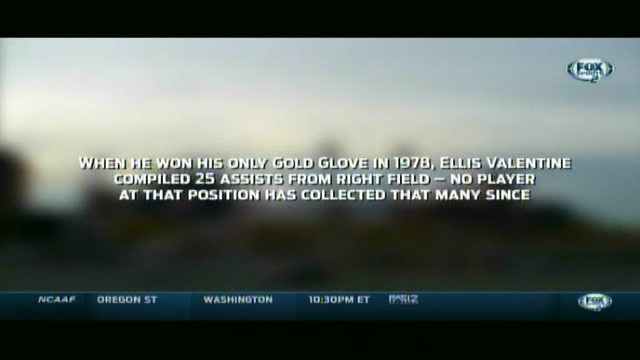 FOX
SPORTS
2
WHEN HE WON HIS ONLY GOLD GLOVE IN 1978, ELLIS VALENTINE
COMPILED 25 ASSISTS FROM RIGHT FIELD – NO PLAYER
AT THAT POSITION HAS COLLECTED THAT MANY SINCE
NCAAF OREGON ST WASHINGTON 10:30PM ET
FOX